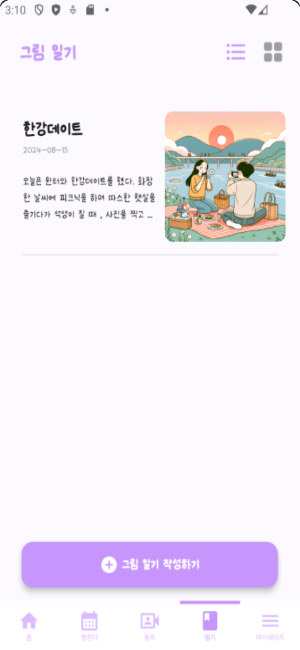 3:10
그림 일기
한강데이트
2024-08-15
오늘은 윈터와 한강데이트를 했다. 화창
한 날씨에 피크닉을 하며 따스한 햇살을
즐기다가 석양이 질 때 , 사진을 찍고 ...
그림 일기 작성하기
홈 캘린더 통화 일기 마이페이지